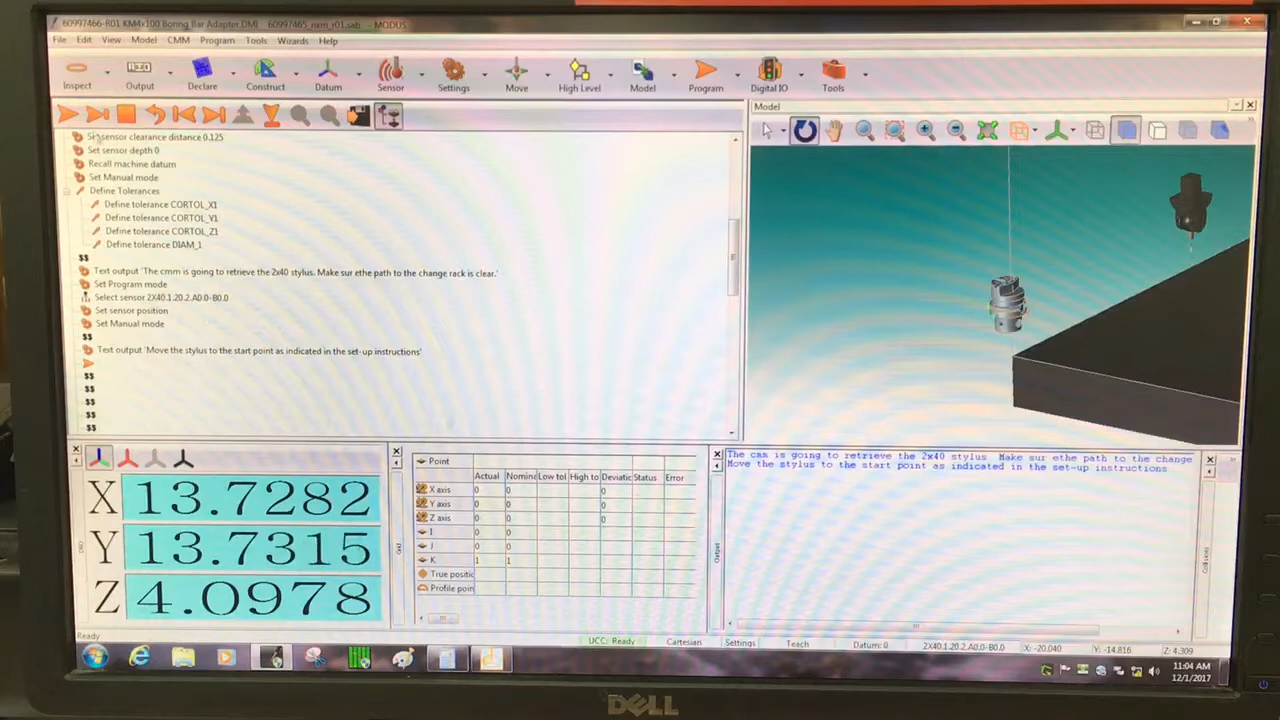 60997466-R01 KM4x100 Boring Bar Adapter.DMI 60997465_nxm_r01.sab - MODUS
File Edit View Model CMM Program Tools Wizards Help
Inspect Output Declare Construct Datum Sensor Settings Move High Level Model Program Digital IO Tools
Model
Set sensor clearance distance 0.125
Set sensor depth 0
Recall machine datum
Set Manual mode
Define Tolerances
Define tolerance CORTOL_X1
Define tolerance CORTOL_Y1
Define tolerance CORTOL_Z1
Define tolerance DIAM_1
$$
Text output 'The cmm is going to retrieve the 2x40 stylus. Make sur ethe path to the change rack is clear.'
Set Program mode
Select sensor 2X40.1.20.2.A0.0-B0.0
Set sensor position
Set Manual mode
$$
Text output 'Move the stylus to the start point as indicated in the set-up instructions'
$$
$$
$$
$$
$$
X 13.7282
Y 13.7315
Z 4.0978
Point
Actual Nomina Low tol High to Deviatic Status Error
X axis 0 0 0
Y axis 0 0 0
Z axis 0 0 0
I 0 0
J 0 0
K 1 1
True positic
Profile poin
The cmm is going to retrieve the 2x40 stylus Make sur ethe path to the change
Move the stylus to the start point as indicated in the set-up instructions
Output
Ready
UCC: Ready Cartesian Settings Teach Datum: 0 2X40.1.20.2.A0.0-B0.0 X: -20.040 Y: -14.816 Z: 4.309
11:04 AM
12/1/2017
DELL